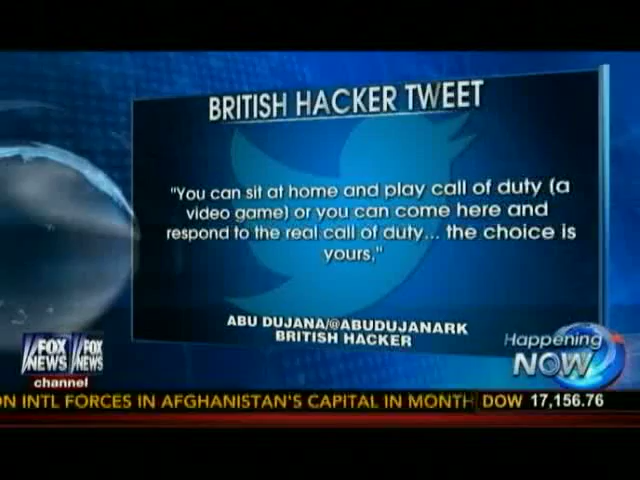 BRITISH HACKER TWEET
"You can sit at home and play call of duty (a
video game) or you can come here and
respond to the real call of duty... the choice is
yours,"
ABU DUJANA/@ABUDUJANARK
BRITISH HACKER
FOX NEWS
FOX NEWS
channel
Happening
NOW
N INTL FORCES IN AFGHANISTAN'S CAPITAL IN MONTH
DOW 17,156.76